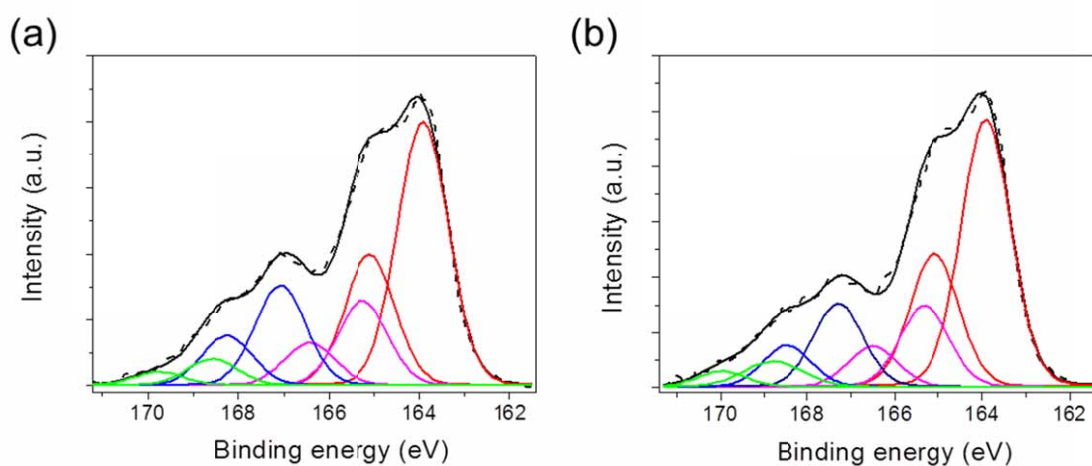 (a)
Intensity (a.u.)
170 168 166 164 162
Binding energy (eV)
(b)
Intensity (a.u.)
170 168 166 164 162
Binding energy (eV)